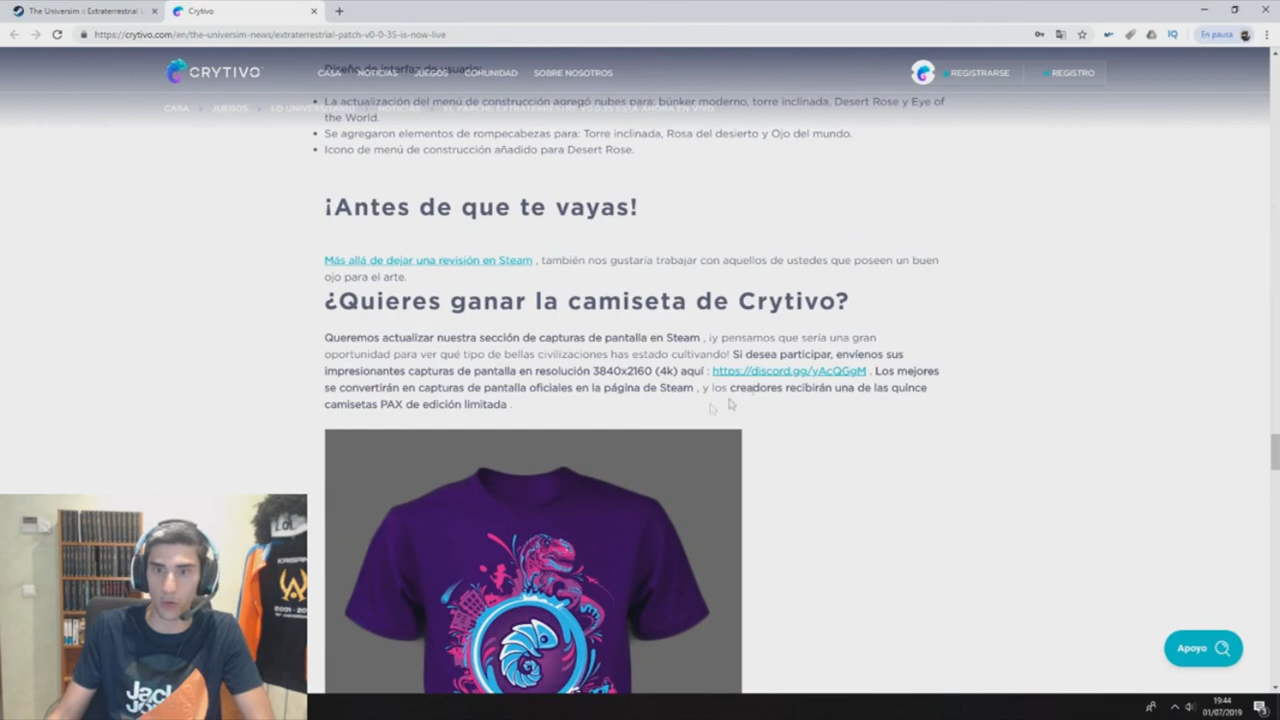 The Universim :: Extraterrestrial
Crytivo
https://crytivo.com/en/the-universim-news/extraterrestrial-patch-v0-0-35-is-now-live
IQ
En pausa
CRYTIVO
CASA
NOTICIAS
JUEGOS
COMUNIDAD
SOBRE NOSOTROS
REGISTRARSE
REGISTRO
Diseño de interfaz de usuario:
CASA
JUEGOS
• La actualización del menú de construcción agregó nubes para: búnker moderno, torre inclinada, Desert Rose y Eye of
the World.
• Se agregaron elementos de rompecabezas para: Torre inclinada, Rosa del desierto y Ojo del mundo.
• Icono de menú de construcción añadido para Desert Rose.
¡Antes de que te vayas!
Más allá de dejar una revisión en Steam , también nos gustaría trabajar con aquellos de ustedes que poseen un buen
ojo para el arte.
¿Quieres ganar la camiseta de Crytivo?
Queremos actualizar nuestra sección de capturas de pantalla en Steam , ¡y pensamos que sería una gran
oportunidad para ver qué tipo de bellas civilizaciones has estado cultivando! Si desea participar, envíenos sus
impresionantes capturas de pantalla en resolución 3840x2160 (4k) aquí : https://discord.gg/yAcQGgM . Los mejores
se convertirán en capturas de pantalla oficiales en la página de Steam , y los creadores recibirán una de las quince
camisetas PAX de edición limitada .
LOL
Jack
Apoyo
19:44
01/07/2019